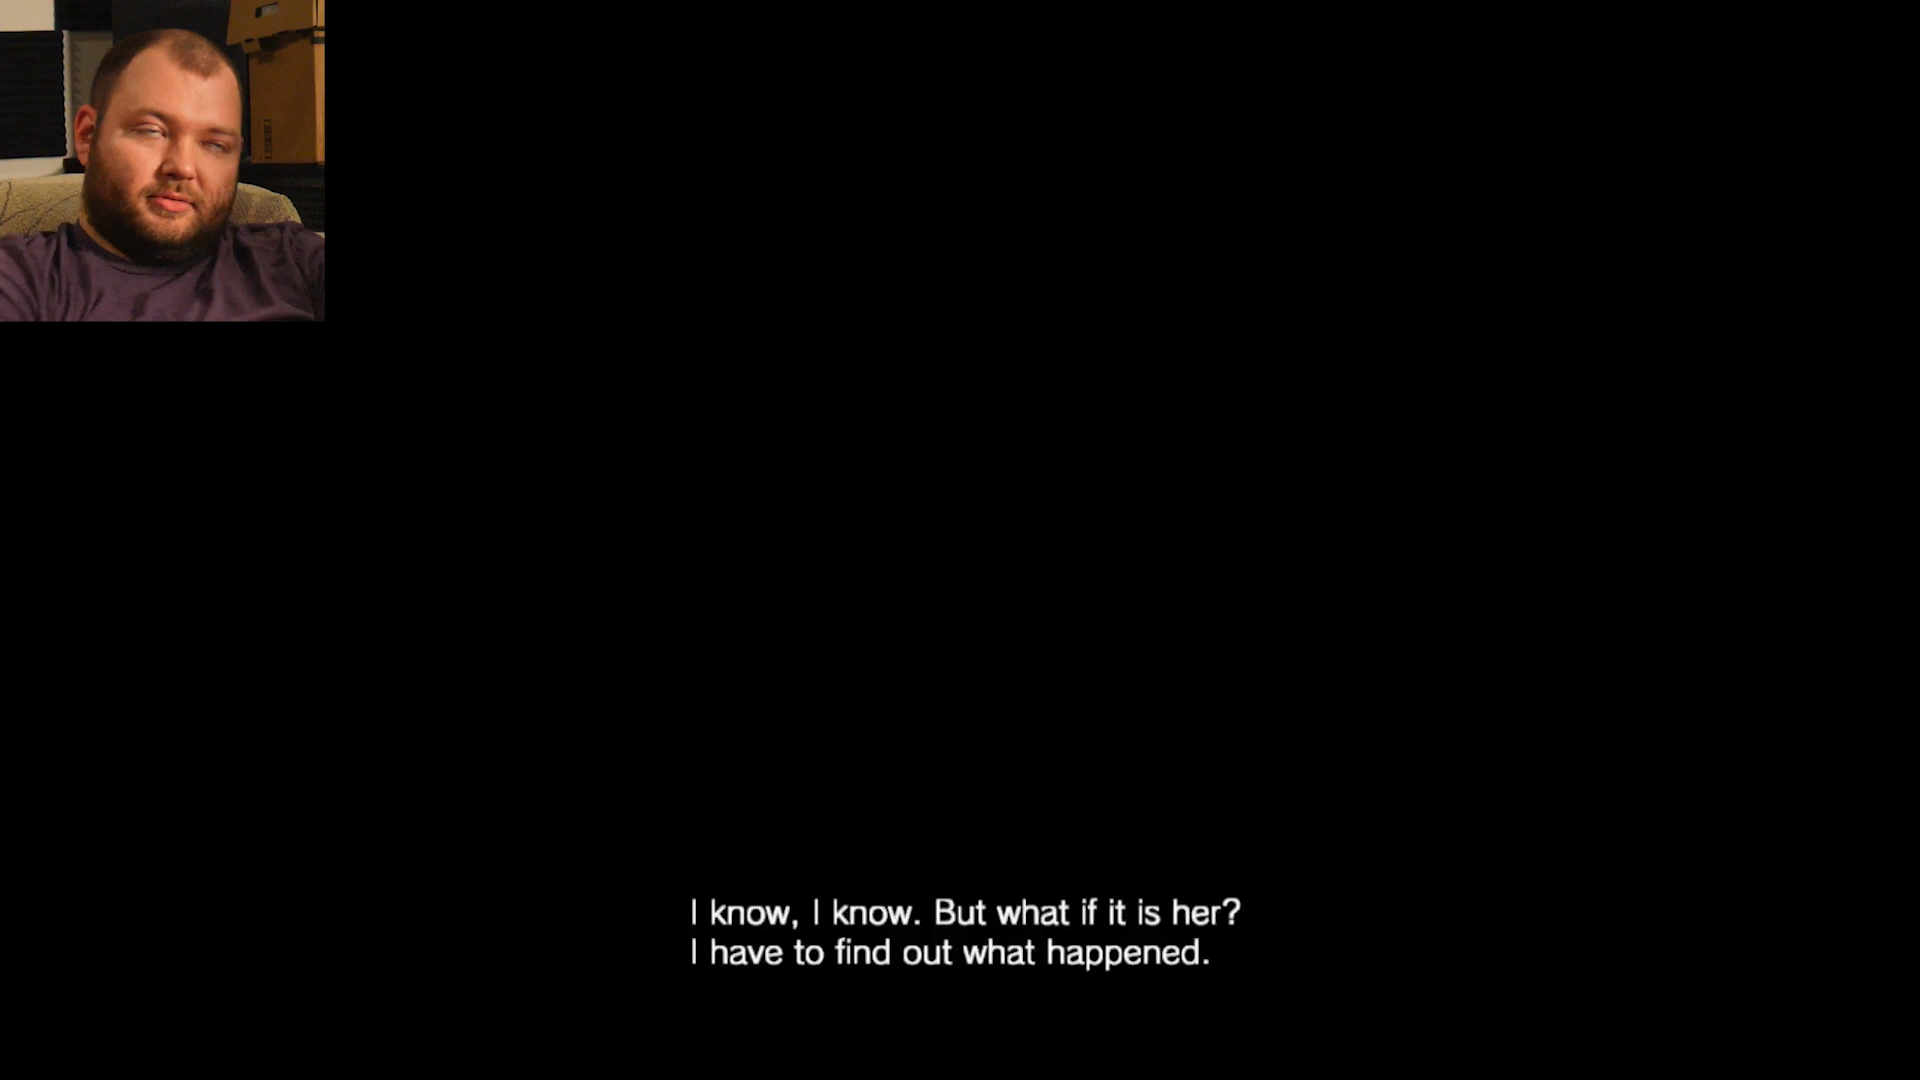 I know, I know. But what if it is her?
I have to find out what happened.